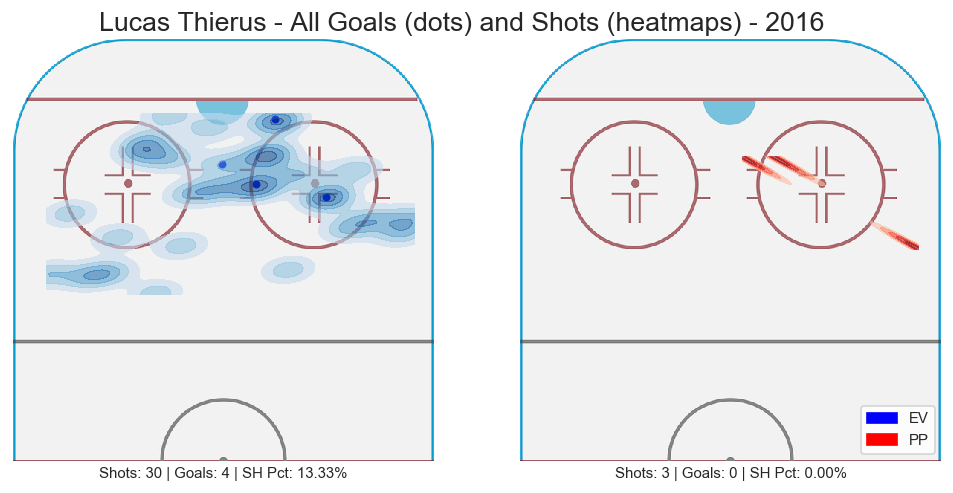 Lucas Thierus - All Goals (dots) and Shots (heatmaps) - 2016
EV
PP
Shots: 30 | Goals: 4 | SH Pct: 13.33%
Shots: 3 | Goals: 0 | SH Pct: 0.00%